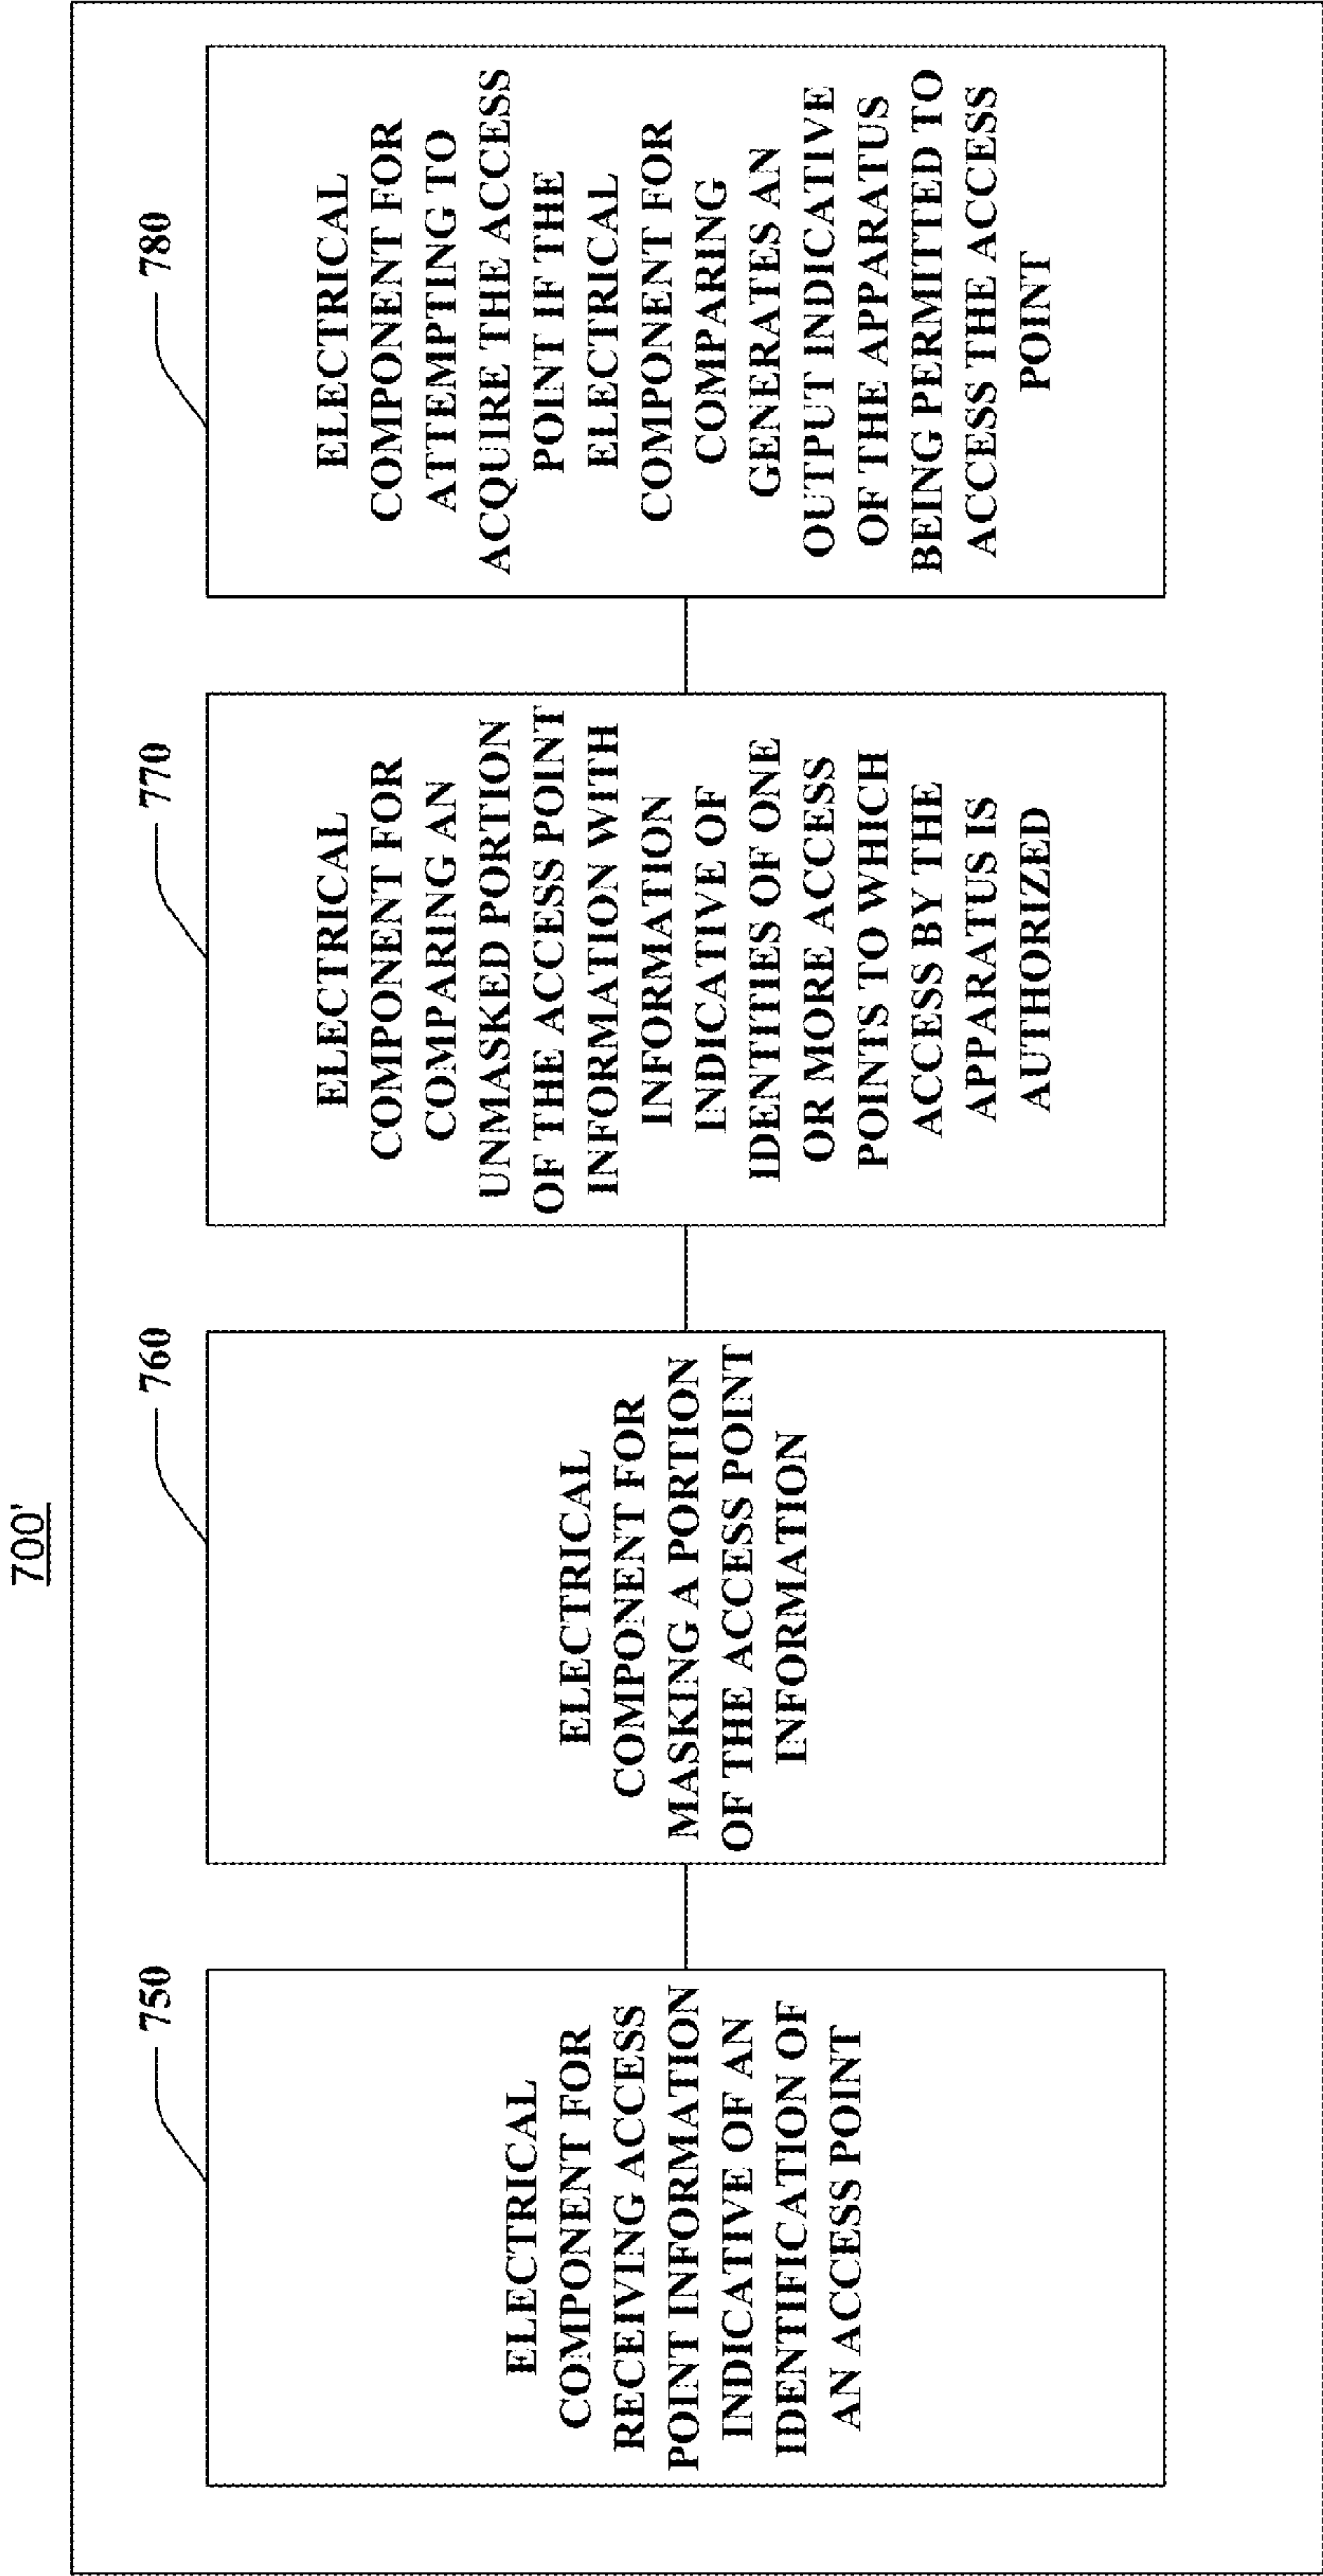 700'
750
ELECTRICAL
COMPONENT FOR
RECEIVING ACCESS
POINT INFORMATION
INDICATIVE OF AN
IDENTIFICATION OF
AN ACCESS POINT
760
ELECTRICAL
COMPONENT FOR
MASKING A PORTION
OF THE ACCESS POINT
INFORMATION
770
ELECTRICAL
COMPONENT FOR
COMPARING AN
UNMASKED PORTION
OF THE ACCESS POINT
INFORMATION WITH
INFORMATION
INDICATIVE OF
IDENTITIES OF ONE
OR MORE ACCESS
POINTS TO WHICH
ACCESS BY THE
APPARATUS IS
AUTHORIZED
780
ELECTRICAL
COMPONENT FOR
ATTEMPTING TO
ACQUIRE THE ACCESS
POINT IF THE
ELECTRICAL
COMPONENT FOR
COMPARING
GENERATES AN
OUTPUT INDICATIVE
OF THE APPARATUS
BEING PERMITTED TO
ACCESS THE ACCESS
POINT